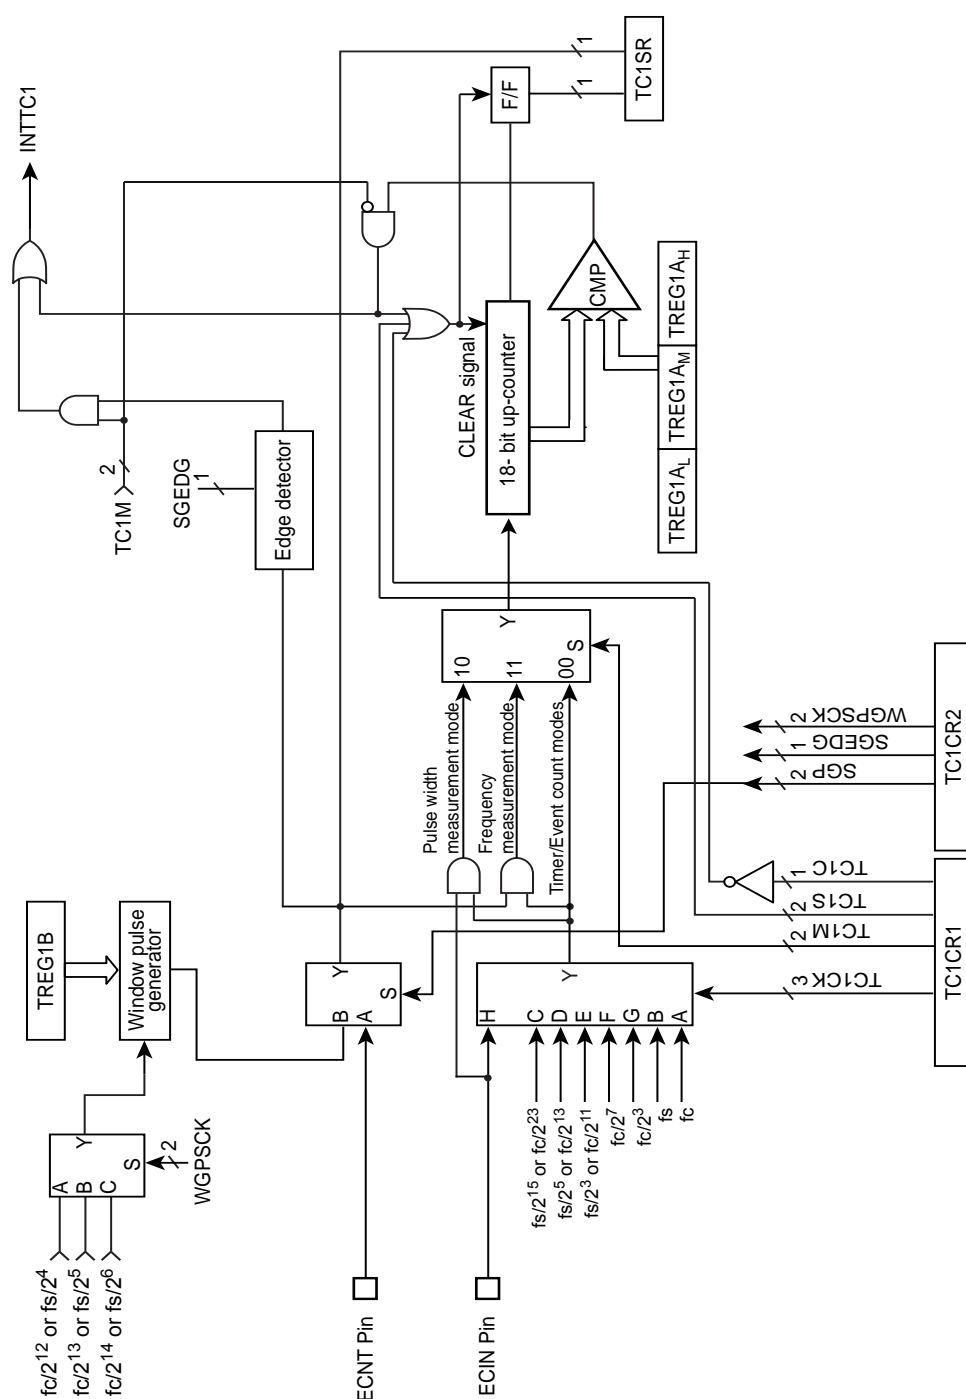 fc/2^12 or fs/2^4
fc/2^13 or fs/2^5
fc/2^14 or fs/2^6
A
B
C
Y
S
2
WGPSCK
TREG1B
Window pulse
generator
TC1M
2
SGEDG
1
Edge detector
INTTC1
ECNT Pin
B
A
Y
S
ECIN Pin
H
C
D
E
F
G
B
A
Y
fs/2^15 or fc/2^23
fs/2^5 or fc/2^13
fs/2^3 or fc/2^11
fc/2^7
fc/2^3
fs
fc
Pulse width
measurement mode
Frequency
measurement mode
Timer/Event count modes
10
11
00
Y
S
CLEAR signal
18- bit up-counter
F/F
CMP
1
1
TC1SR
TREG1A_L
TREG1A_M
TREG1A_H
3 TC1CK
2 TC1M
2 TC1S
1 TC1C
TC1CR1
2 SGP
1 SGEDG
2 WGPSCK
TC1CR2